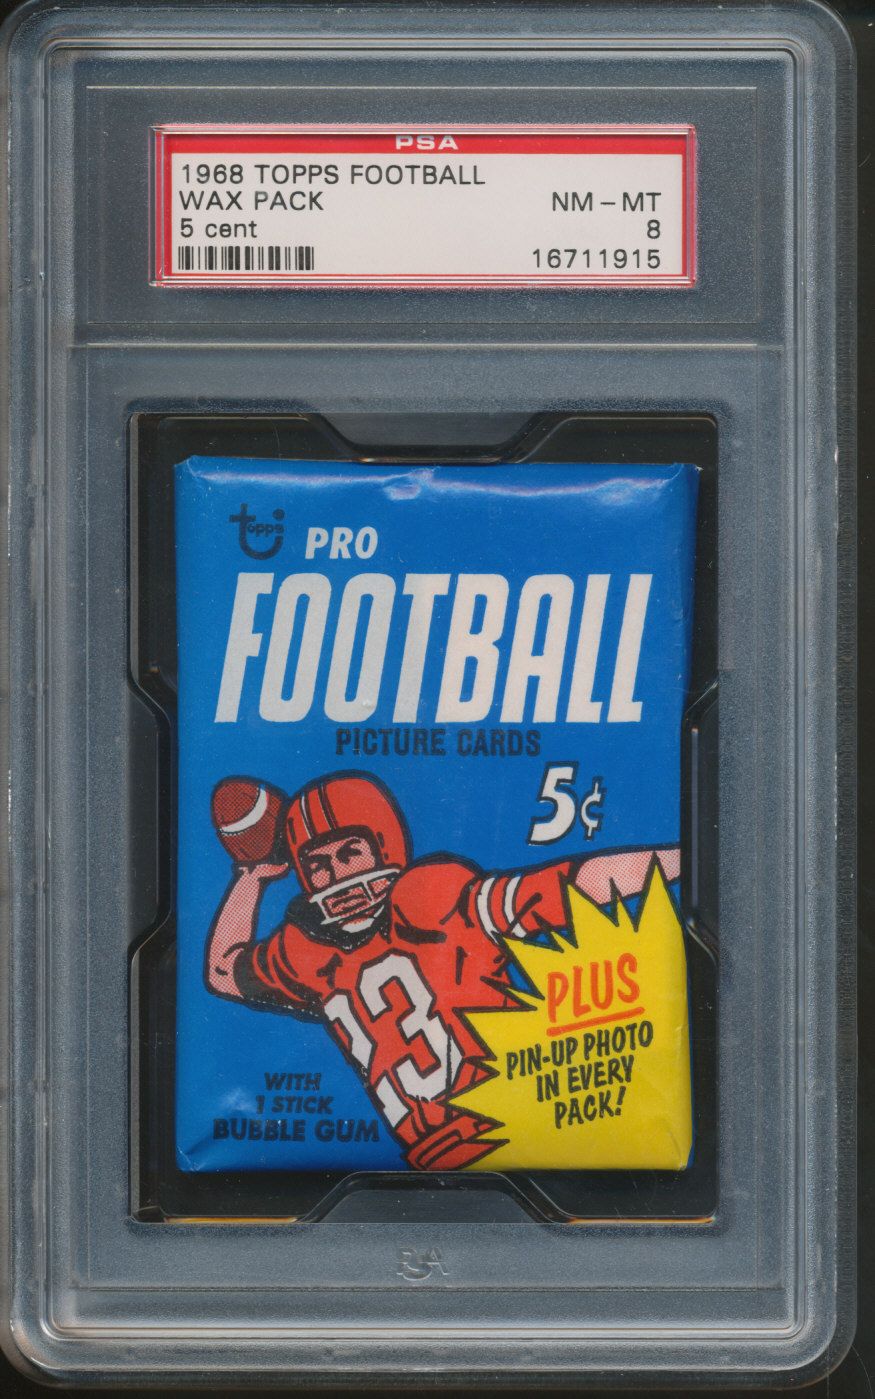 PSA
1968 TOPPS FOOTBALL
WAX PACK NM - MT
5 cent 8
16711915
Topps
PRO
FOOTBALL
PICTURE CARDS
5¢
23
PLUS
PIN-UP PHOTO
IN EVERY
PACK!
WITH
1 STICK
BUBBLE GUM
PSA